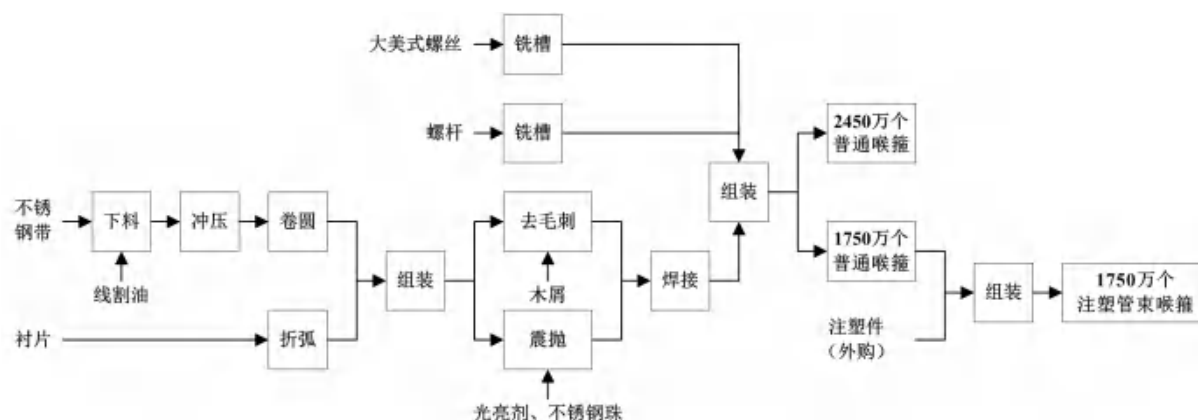 大美式螺丝
铣槽
螺杆
铣槽
2450万个
普通喉箍
组装
不锈
钢带
下料
冲压
卷圆
去毛刺
1750万个
普通喉箍
组装
焊接
组装
1750万个
注塑管束喉箍
线割油
木屑
衬片
折弧
震抛
注塑件
（外购）
光亮剂、不锈钢珠